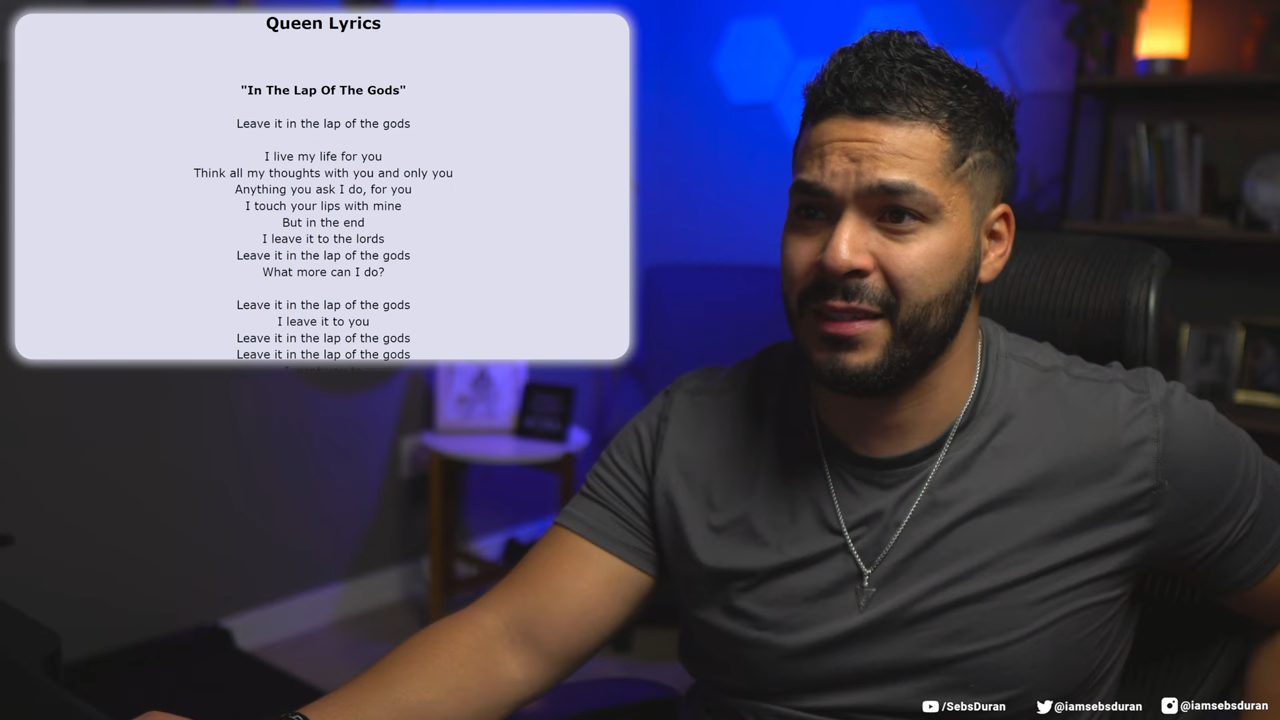 Queen Lyrics
"In The Lap Of The Gods"
Leave it in the lap of the gods
I live my life for you
Think all my thoughts with you and only you
Anything you ask I do, for you
I touch your lips with mine
But in the end
I leave it to the lords
Leave it in the lap of the gods
What more can I do?
Leave it in the lap of the gods
I leave it to you
Leave it in the lap of the gods
Leave it in the lap of the gods
/SebsDuran
@iamsebsduran
@iamsebsduran